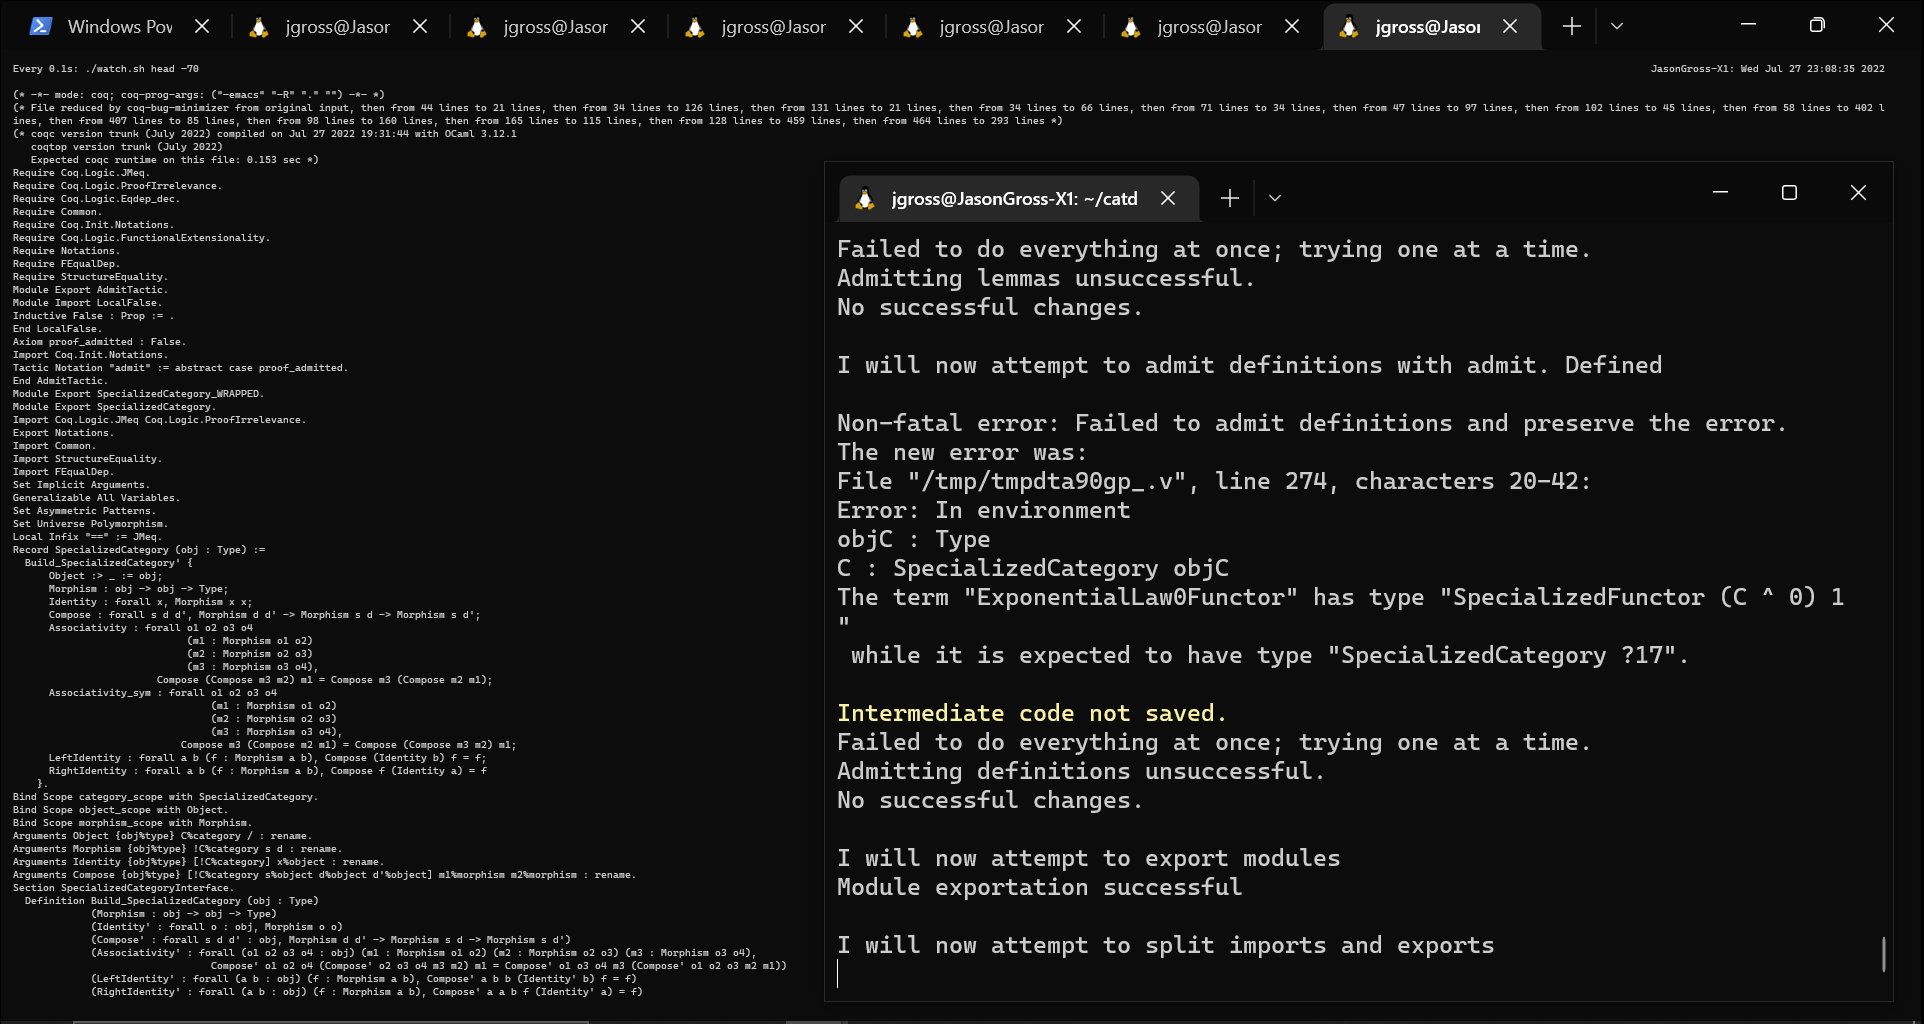 Windows Pov
jgross@Jasor
jgross@Jasor
jgross@Jasor
jgross@Jasor
jgross@Jasor
jgross@Jasor
Every 0.1s: ./watch.sh head -70
JasonGross-X1: Wed Jul 27 23:08:35 2022
(* -*- mode: coq; coq-prog-args: ("-emacs" "-R" "." "") -*- *)
(* File reduced by coq-bug-minimizer from original input, then from 44 lines to 21 lines, then from 34 lines to 126 lines, then from 131 lines to 21 lines, then from 34 lines to 66 lines, then from 71 lines to 34 lines, then from 47 lines to 97 lines, then from 102 lines to 45 lines, then from 58 lines to 402 l
ines, then from 407 lines to 85 lines, then from 98 lines to 160 lines, then from 165 lines to 115 lines, then from 128 lines to 459 lines, then from 464 lines to 293 lines *)
(* coqc version trunk (July 2022) compiled on Jul 27 2022 19:31:44 with OCaml 3.12.1
   coqtop version trunk (July 2022)
   Expected coqc runtime on this file: 0.153 sec *)
Require Coq.Logic.JMeq.
Require Coq.Logic.ProofIrrelevance.
Require Coq.Logic.Eqdep_dec.
Require Common.
Require Coq.Init.Notations.
Require Coq.Logic.FunctionalExtensionality.
Require Notations.
Require FEqualDep.
Require StructureEquality.
Module Export AdmitTactic.
Module Import LocalFalse.
Inductive False : Prop := .
End LocalFalse.
Axiom proof_admitted : False.
Import Coq.Init.Notations.
Tactic Notation "admit" := abstract case proof_admitted.
End AdmitTactic.
Module Export SpecializedCategory_WRAPPED.
Module Export SpecializedCategory.
Import Coq.Logic.JMeq Coq.Logic.ProofIrrelevance.
Export Notations.
Import Common.
Import StructureEquality.
Import FEqualDep.
Set Implicit Arguments.
Generalizable All Variables.
Set Asymmetric Patterns.
Set Universe Polymorphism.
Local Infix "==" := JMeq.
Record SpecializedCategory (obj : Type) :=
  Build_SpecializedCategory' {
      Object :> _ := obj;
      Morphism : obj -> obj -> Type;
      Identity : forall x, Morphism x x;
      Compose : forall s d d', Morphism d d' -> Morphism s d -> Morphism s d';
      Associativity : forall o1 o2 o3 o4
                             (m1 : Morphism o1 o2)
                             (m2 : Morphism o2 o3)
                             (m3 : Morphism o3 o4),
                        Compose (Compose m3 m2) m1 = Compose m3 (Compose m2 m1);
      Associativity_sym : forall o1 o2 o3 o4
                                 (m1 : Morphism o1 o2)
                                 (m2 : Morphism o2 o3)
                                 (m3 : Morphism o3 o4),
                            Compose m3 (Compose m2 m1) = Compose (Compose m3 m2) m1;
      LeftIdentity : forall a b (f : Morphism a b), Compose (Identity b) f = f;
      RightIdentity : forall a b (f : Morphism a b), Compose f (Identity a) = f
    }.
Bind Scope category_scope with SpecializedCategory.
Bind Scope object_scope with Object.
Bind Scope morphism_scope with Morphism.
Arguments Object {obj%type} C%category / : rename.
Arguments Morphism {obj%type} !C%category s d : rename.
Arguments Identity {obj%type} [!C%category] x%object : rename.
Arguments Compose {obj%type} [!C%category s%object d%object d'%object] m1%morphism m2%morphism : rename.
Section SpecializedCategoryInterface.
  Definition Build_SpecializedCategory (obj : Type)
             (Morphism : obj -> obj -> Type)
             (Identity' : forall o : obj, Morphism o o)
             (Compose' : forall s d d' : obj, Morphism d d' -> Morphism s d -> Morphism s d')
             (Associativity' : forall (o1 o2 o3 o4 : obj) (m1 : Morphism o1 o2) (m2 : Morphism o2 o3) (m3 : Morphism o3 o4),
                                 Compose' o1 o2 o4 (Compose' o2 o3 o4 m3 m2) m1 = Compose' o1 o3 o4 m3 (Compose' o1 o2 o3 m2 m1))
             (LeftIdentity' : forall (a b : obj) (f : Morphism a b), Compose' a b b (Identity' b) f = f)
             (RightIdentity' : forall (a b : obj) (f : Morphism a b), Compose' a a b f (Identity' a) = f)
jgross@JasonGross-X1: ~/catd
Failed to do everything at once; trying one at a time.
Admitting lemmas unsuccessful.
No successful changes.
I will now attempt to admit definitions with admit. Defined
Non-fatal error: Failed to admit definitions and preserve the error.
The new error was:
File "/tmp/tmpdta90gp_.v", line 274, characters 20-42:
Error: In environment
objC : Type
C : SpecializedCategory objC
The term "ExponentialLaw0Functor" has type "SpecializedFunctor (C ^ 0) 1
"
 while it is expected to have type "SpecializedCategory ?17".
Intermediate code not saved.
Failed to do everything at once; trying one at a time.
Admitting definitions unsuccessful.
No successful changes.
I will now attempt to export modules
Module exportation successful
I will now attempt to split imports and exports